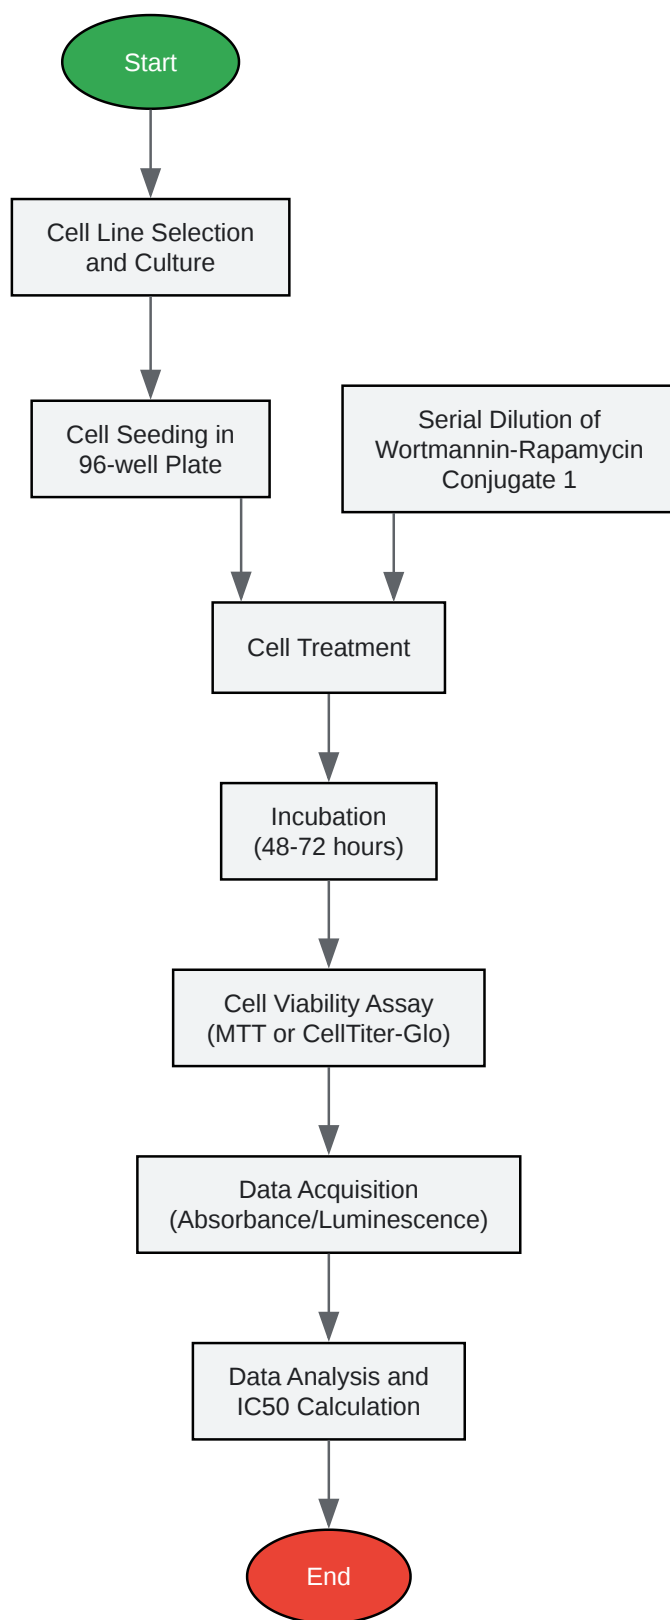 Start
Cell Line Selection
and Culture
Cell Seeding in
96-well Plate
Serial Dilution of
Wortmannin-Rapamycin
Conjugate 1
Cell Treatment
Incubation
(48-72 hours)
Cell Viability Assay
(MTT or CellTiter-Glo)
Data Acquisition
(Absorbance/Luminescence)
Data Analysis and
IC50 Calculation
End